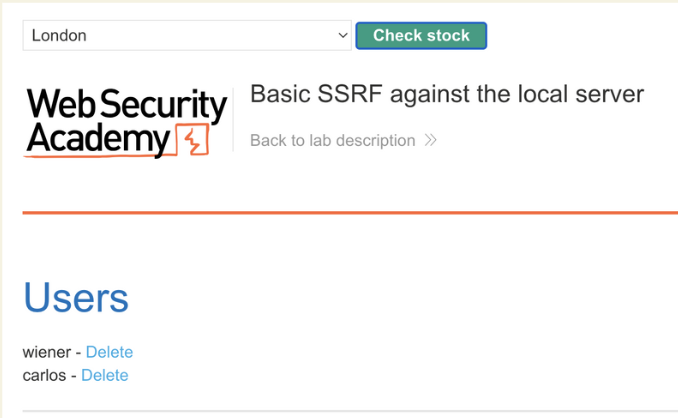 London
Check stock
Web Security
Academy
Basic SSRF against the local server
Back to lab description
Users
wiener - Delete
carlos - Delete